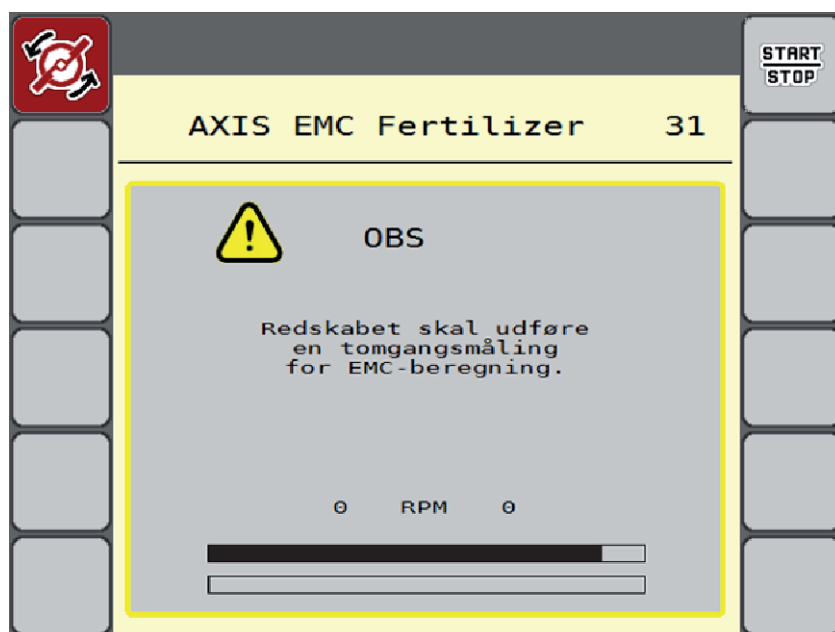 START
STOP
AXIS EMC Fertilizer 31
OBS
Redskabet skal udføre
en tomgangsmåling
for EMC-beregning.
0 RPM 0